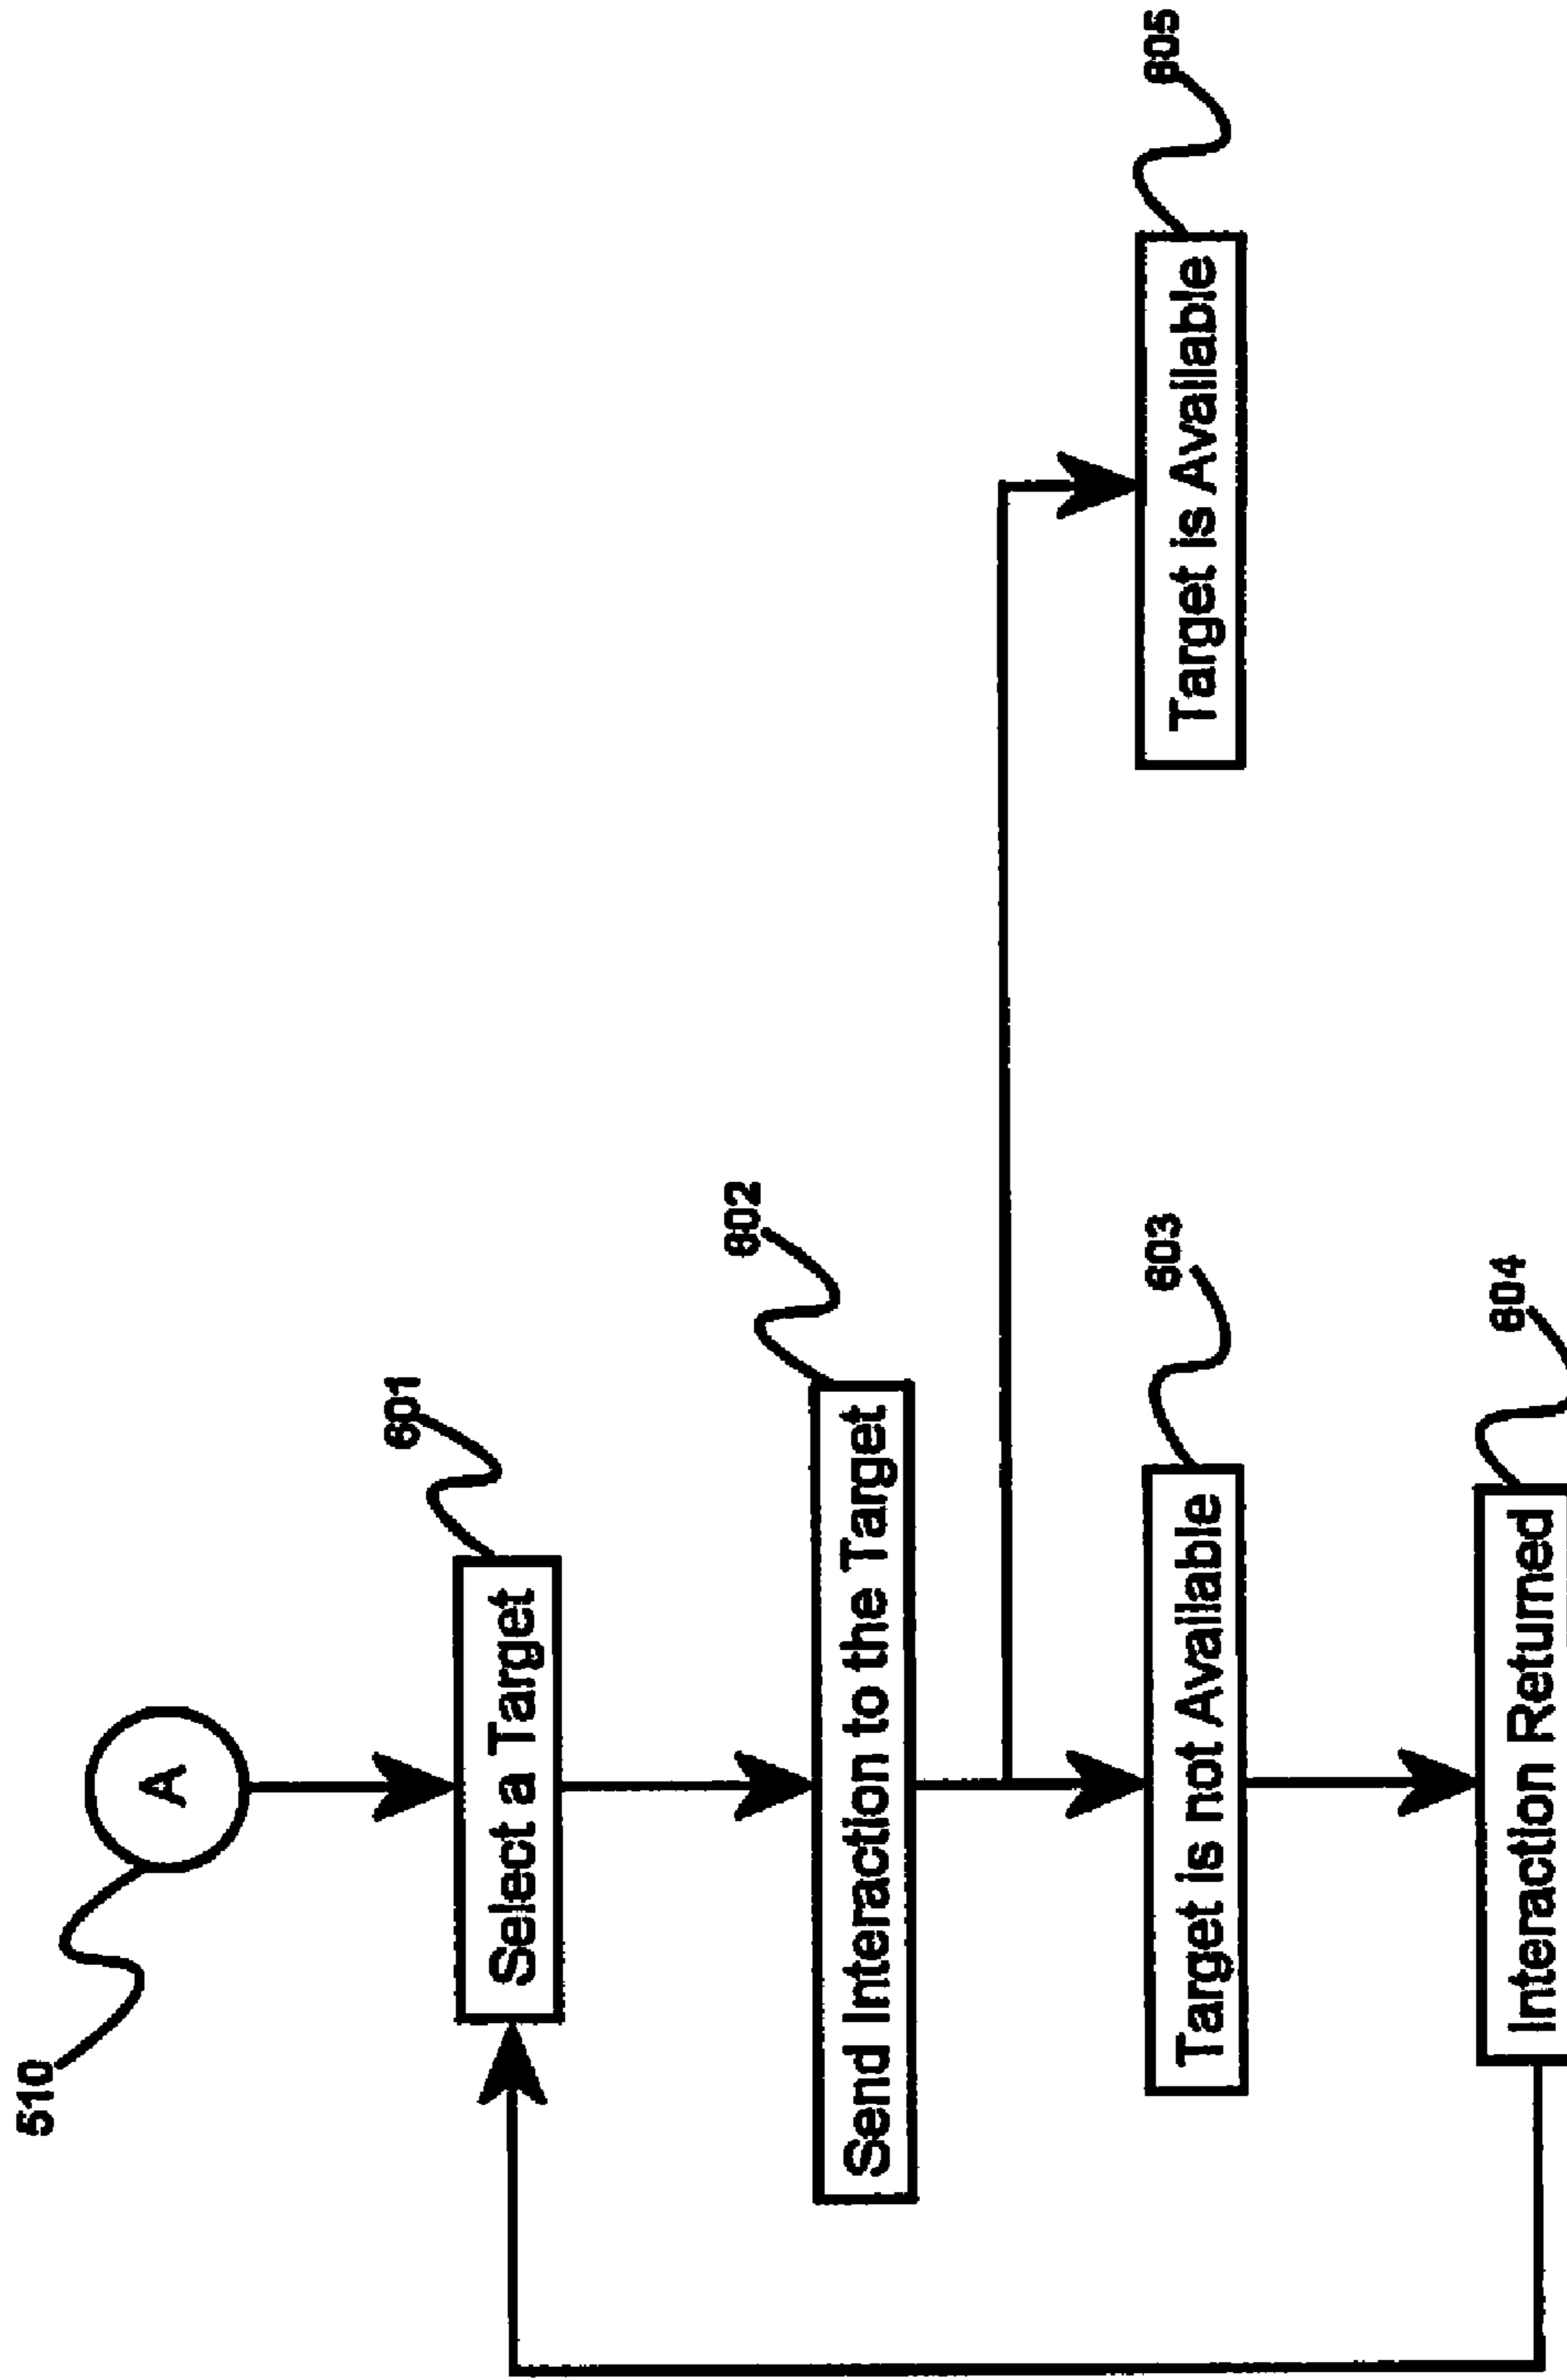 510
A
601
Select a Target
602
Send Interaction to the Target
603
Target is not Available
605
Target is Available
604
Interaction Returned